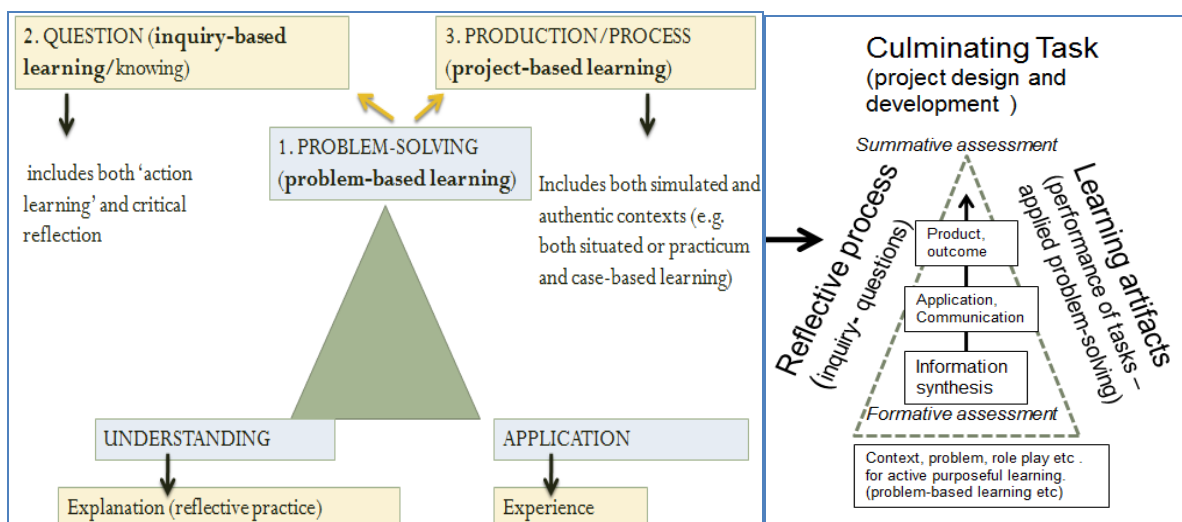 2. QUESTION (inquiry-based
learning/knowing)
3. PRODUCTION/PROCESS
(project-based learning)
1. PROBLEM-SOLVING
(problem-based learning)
includes both ‘action
learning’ and critical
reflection
Includes both simulated and
authentic contexts (e.g.
both situated or practicum
and case-based learning)
UNDERSTANDING
APPLICATION
Explanation (reflective practice)
Experience
Culminating Task
(project design and
development )
Summative assessment
Reflective process
(inquiry- questions)
Learning artifacts
(performance of tasks –
applied problem-solving)
Product,
outcome
Application,
Communication
Information
synthesis
Formative assessment
Context, problem, role play etc .
for active purposeful learning.
(problem-based learning etc)